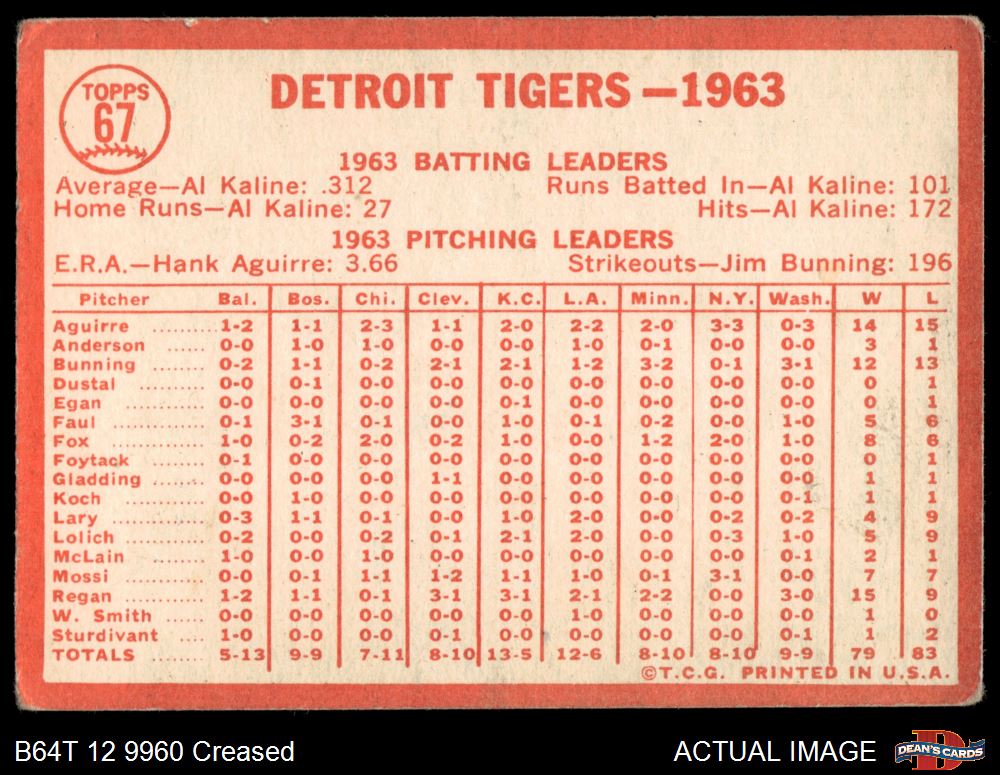 TOPPS
67
DETROIT TIGERS—1963
1963 BATTING LEADERS
Average—Al Kaline: .312 Runs Batted In—Al Kaline: 101
Home Runs—Al Kaline: 27 Hits—Al Kaline: 172
1963 PITCHING LEADERS
E.R.A.—Hank Aguirre: 3.66 Strikeouts—Jim Bunning: 196
Pitcher Bal. Bos. Chi. Clev. K.C. L.A. Minn. N.Y. Wash. W L
Aguirre .......... 1-2 1-1 2-3 1-1 2-0 2-2 2-0 3-3 0-3 14 15
Anderson ...... 0-0 1-0 1-0 0-0 0-0 1-0 0-1 0-0 0-0 3 1
Bunning ........ 0-2 1-1 0-2 2-1 2-1 1-2 3-2 0-1 3-1 12 13
Dustal .......... 0-0 0-1 0-0 0-0 0-0 0-0 0-0 0-0 0-0 0 1
Egan ............ 0-0 0-0 0-0 0-0 0-1 0-0 0-0 0-0 0-0 0 1
Faul .............. 0-1 3-1 0-1 0-0 1-0 0-1 0-2 0-0 1-0 5 6
Fox .............. 1-0 0-2 2-0 0-2 1-0 0-0 1-2 2-0 1-0 8 6
Foytack ........ 0-1 0-0 0-0 0-0 0-0 0-0 0-0 0-0 0-0 0 1
Gladding ...... 0-0 0-0 0-0 1-1 0-0 0-0 0-0 0-0 0-0 1 1
Koch ............ 0-0 1-0 0-0 0-0 0-0 0-0 0-0 0-0 0-1 1 1
Lary .............. 0-3 1-1 0-1 0-0 1-0 2-0 0-0 0-2 0-2 4 9
Lolich .......... 0-2 0-0 0-2 0-1 2-1 2-0 0-0 0-3 1-0 5 9
McLain ........ 1-0 0-0 1-0 0-0 0-0 0-0 0-0 0-0 0-1 2 1
Mossi .......... 0-0 0-1 1-1 1-2 1-1 1-0 0-1 3-1 0-0 7 7
Regan .......... 1-2 1-1 0-1 3-1 3-1 2-1 2-2 0-0 3-0 15 9
W. Smith ...... 0-0 0-0 0-0 0-0 0-0 1-0 0-0 0-0 0-0 1 0
Sturdivant .... 1-0 0-0 0-0 0-1 0-0 0-0 0-0 0-0 0-1 1 2
TOTALS ........ 5-13 9-9 7-11 8-10 13-5 12-6 8-10 8-10 9-9 79 83
©T.C.G. PRINTED IN U.S.A.
B64T 12 9960 Creased ACTUAL IMAGE DEAN'S CARDS